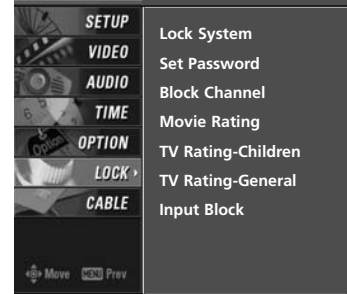 SETUP
VIDEO
AUDIO
TIME
OPTION
LOCK
CABLE
Move MENU Prev
Lock System
Set Password
Block Channel
Movie Rating
TV Rating-Children
TV Rating-General
Input Block